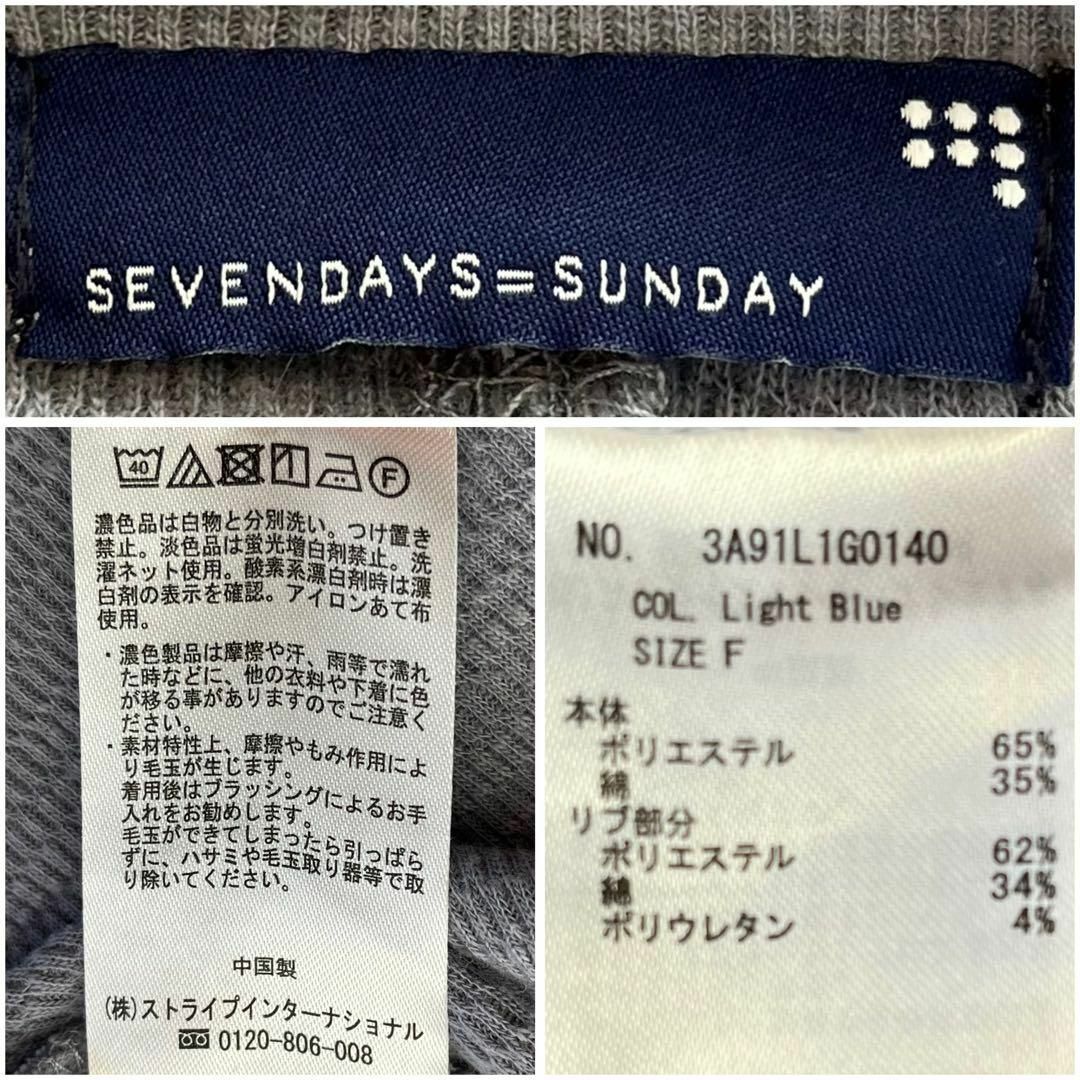 SEVENDAYS=SUNDAY
40
F
濃色品は白物と分別洗い。つけ置き
禁止。淡色品は蛍光増白剤禁止。洗
濯ネット使用。酸素系漂白剤時は漂
白剤の表示を確認。アイロンあて布
使用。
・濃色製品は摩擦や汗、雨等で濡れ
た時などに、他の衣料や下着に色
が移る事がありますのでご注意く
ださい。
・素材特性上、摩擦やもみ作用によ
り毛玉が生じます。
着用後はブラッシングによるお手
入れをお勧めします。
毛玉ができてしまったら引っぱら
ずに、ハサミや毛玉取り器等で取
り除いてください。
中国製
(株)ストライプインターナショナル
0120-806-008
NO. 3A91L1G0140
COL. Light Blue
SIZE F
本体
ポリエステル 65%
綿 35%
リブ部分
ポリエステル 62%
綿 34%
ポリウレタン 4%